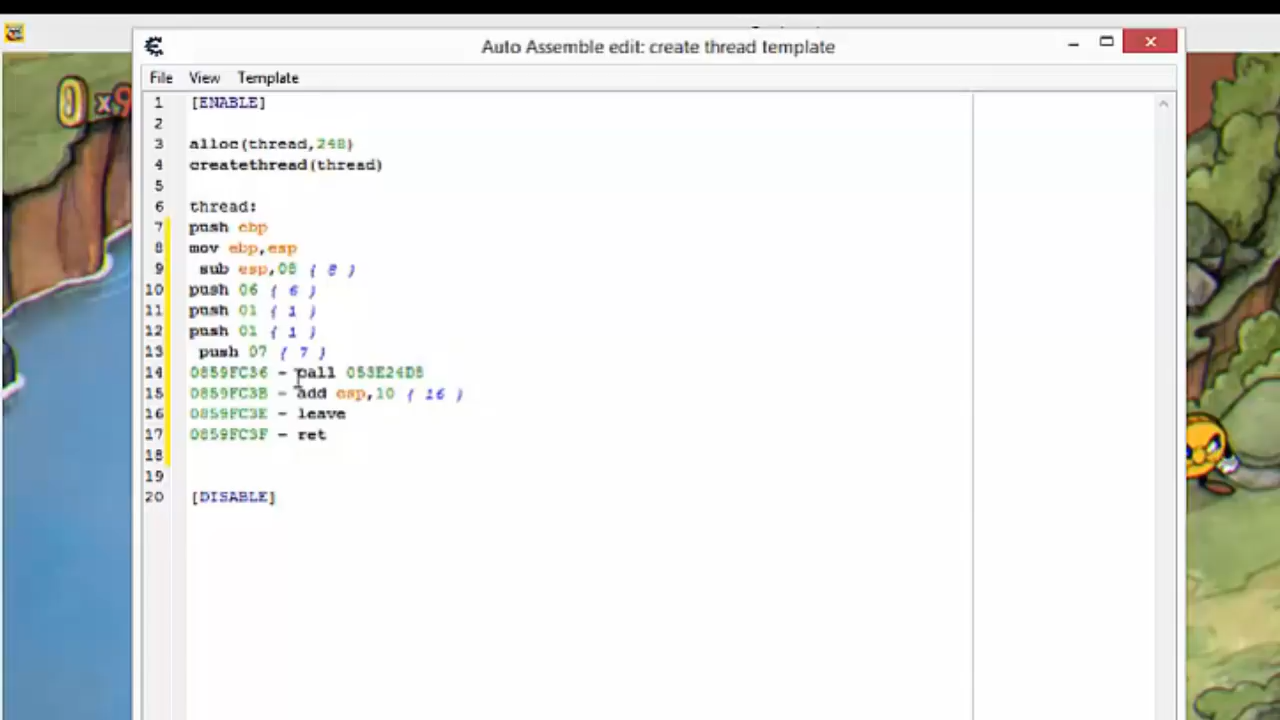 Auto Assemble edit: create thread template
File View Template
0 x9
1 [ENABLE]
2
3 alloc(thread,248)
4 createthread(thread)
5
6 thread:
7 push ebp
8 mov ebp,esp
9 sub esp,08 { 8 }
10 push 06 { 6 }
11 push 01 { 1 }
12 push 01 { 1 }
13 push 07 { 7 }
14 0859FC36 - call 053E24D8
15 0859FC3B - add esp,10 { 16 }
16 0859FC3E - leave
17 0859FC3F - ret
18
19
20 [DISABLE]